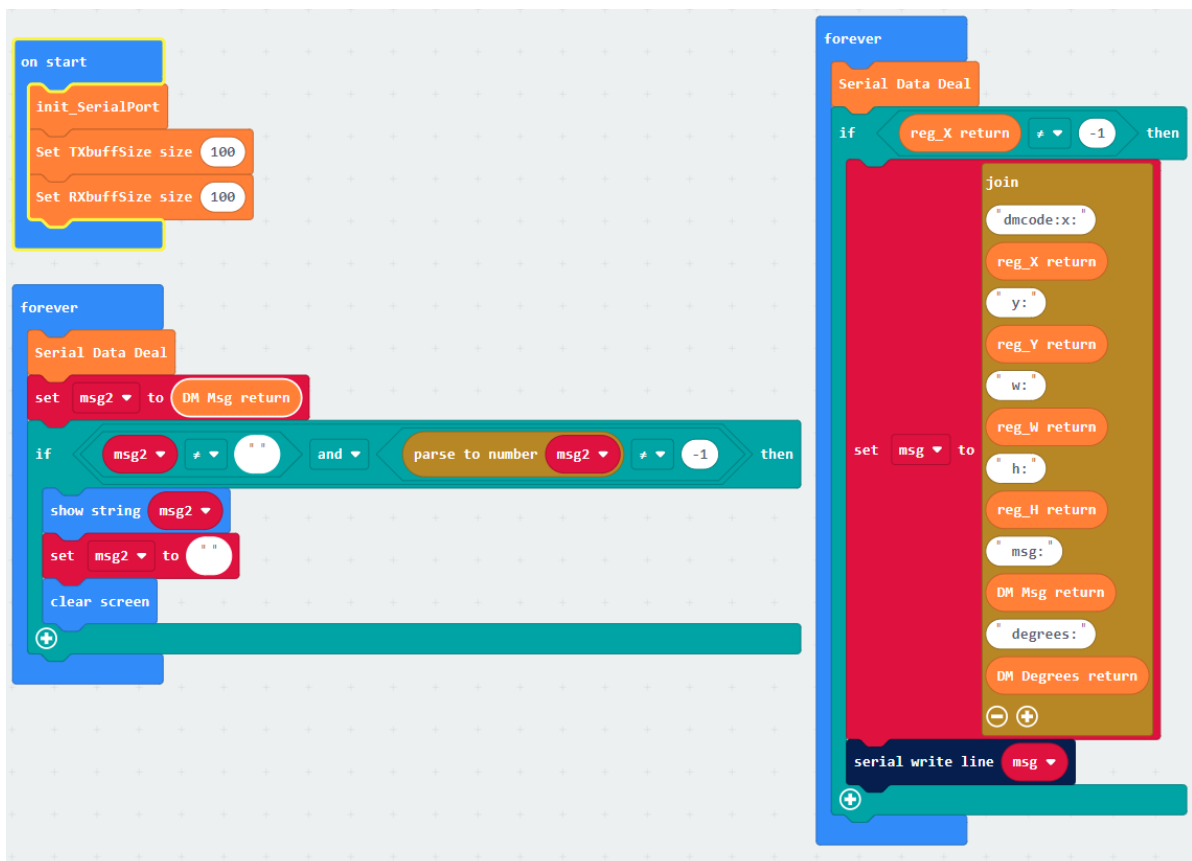 on start
init_SerialPort
Set TXbuffSize size 100
Set RXbuffSize size 100
forever
Serial Data Deal
set msg2 to DM Msg return
if msg2 ≠ " " and parse to number msg2 ≠ -1 then
show string msg2
set msg2 to " "
clear screen
forever
Serial Data Deal
if reg_X return ≠ -1 then
set msg to
join
"dmcode:x:"
reg_X return
" y:"
reg_Y return
" w:"
reg_W return
" h:"
reg_H return
" msg:"
DM Msg return
" degrees:"
DM Degrees return
serial write line msg